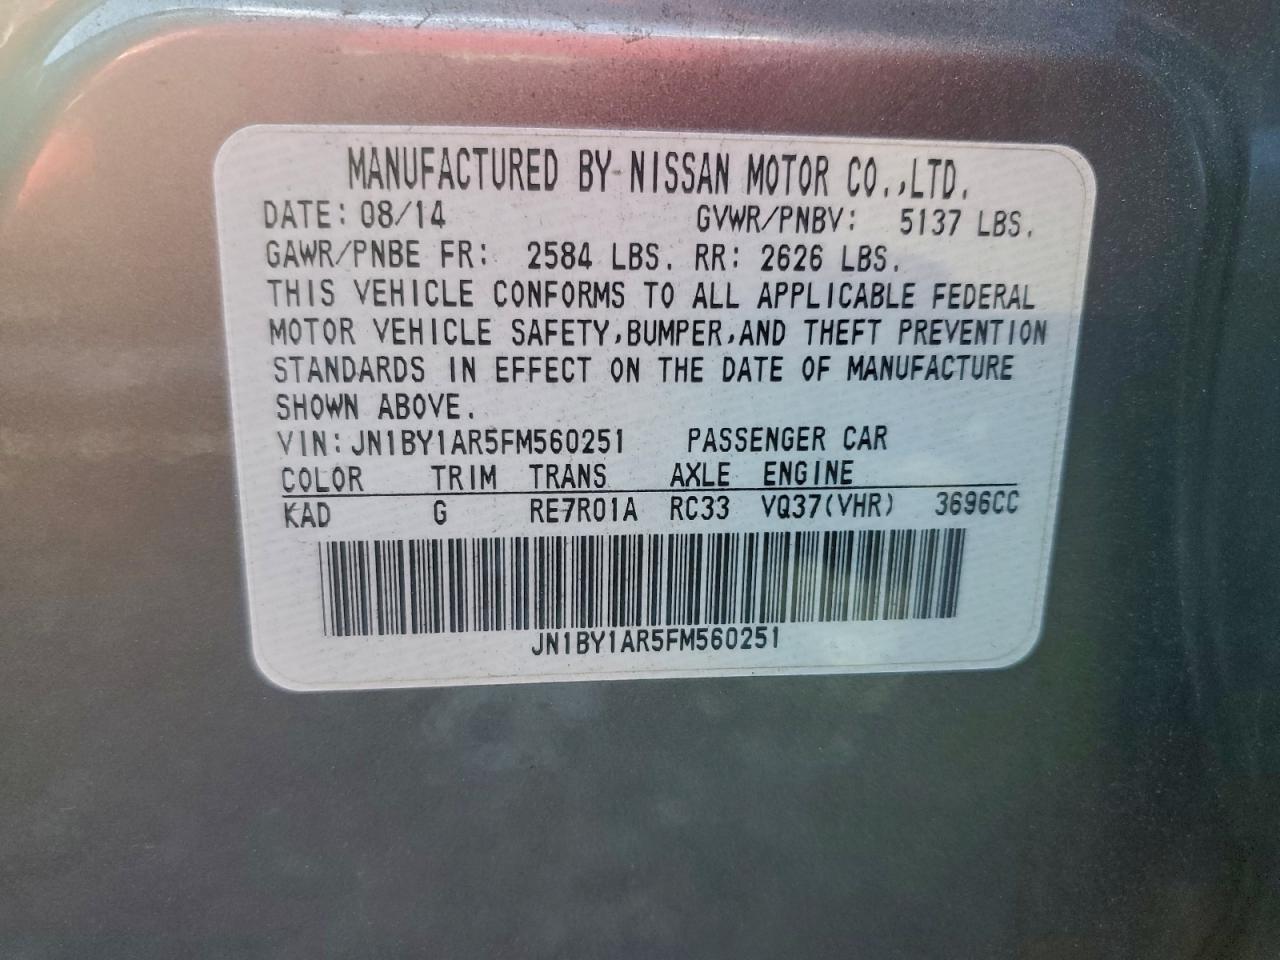 MANUFACTURED BY NISSAN MOTOR CO.,LTD.
DATE: 08/14 GVWR/PNBV: 5137 LBS.
GAWR/PNBE FR: 2584 LBS. RR: 2626 LBS.
THIS VEHICLE CONFORMS TO ALL APPLICABLE FEDERAL
MOTOR VEHICLE SAFETY,BUMPER,AND THEFT PREVENTION
STANDARDS IN EFFECT ON THE DATE OF MANUFACTURE
SHOWN ABOVE.
VIN: JN1BY1AR5FM560251 PASSENGER CAR
COLOR TRIM TRANS AXLE ENGINE
KAD G RE7R01A RC33 VQ37(VHR) 3696CC
JN1BY1AR5FM560251